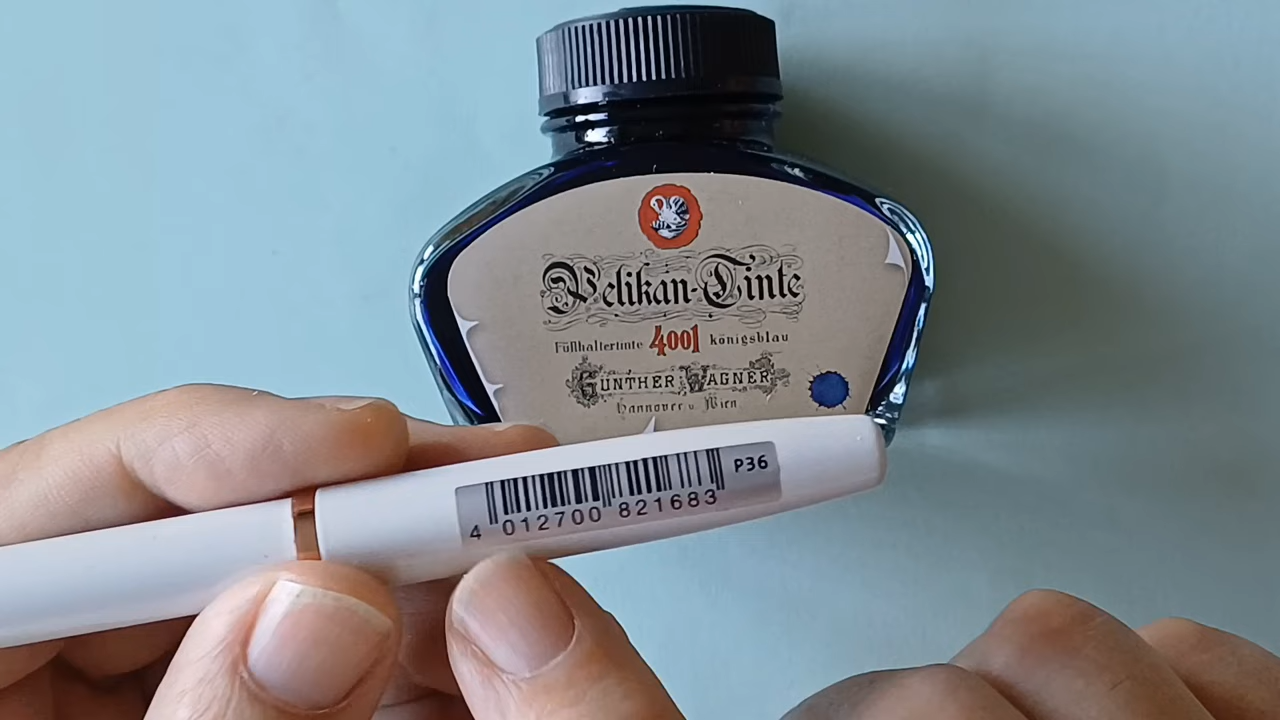 Pelikan-Tinte
Füllhaltertinte 4001 königsblau
GÜNTHER WAGNER
Hannover u. Wien
P36
4 012700 821683